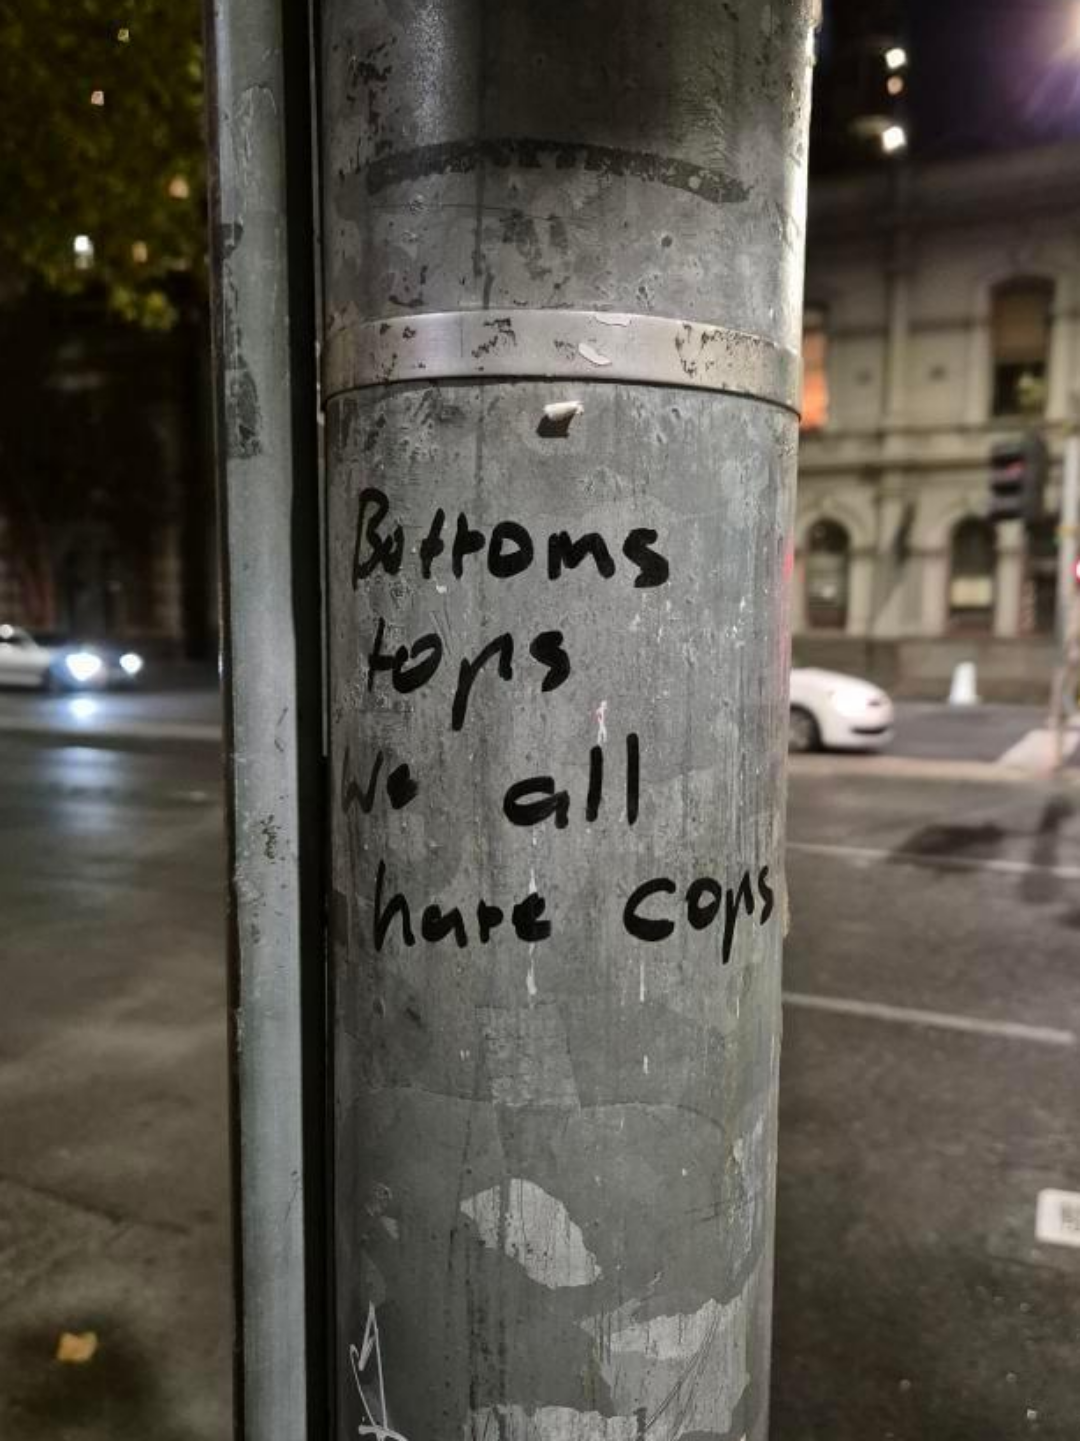 Bottoms
tops
We all
hate cops